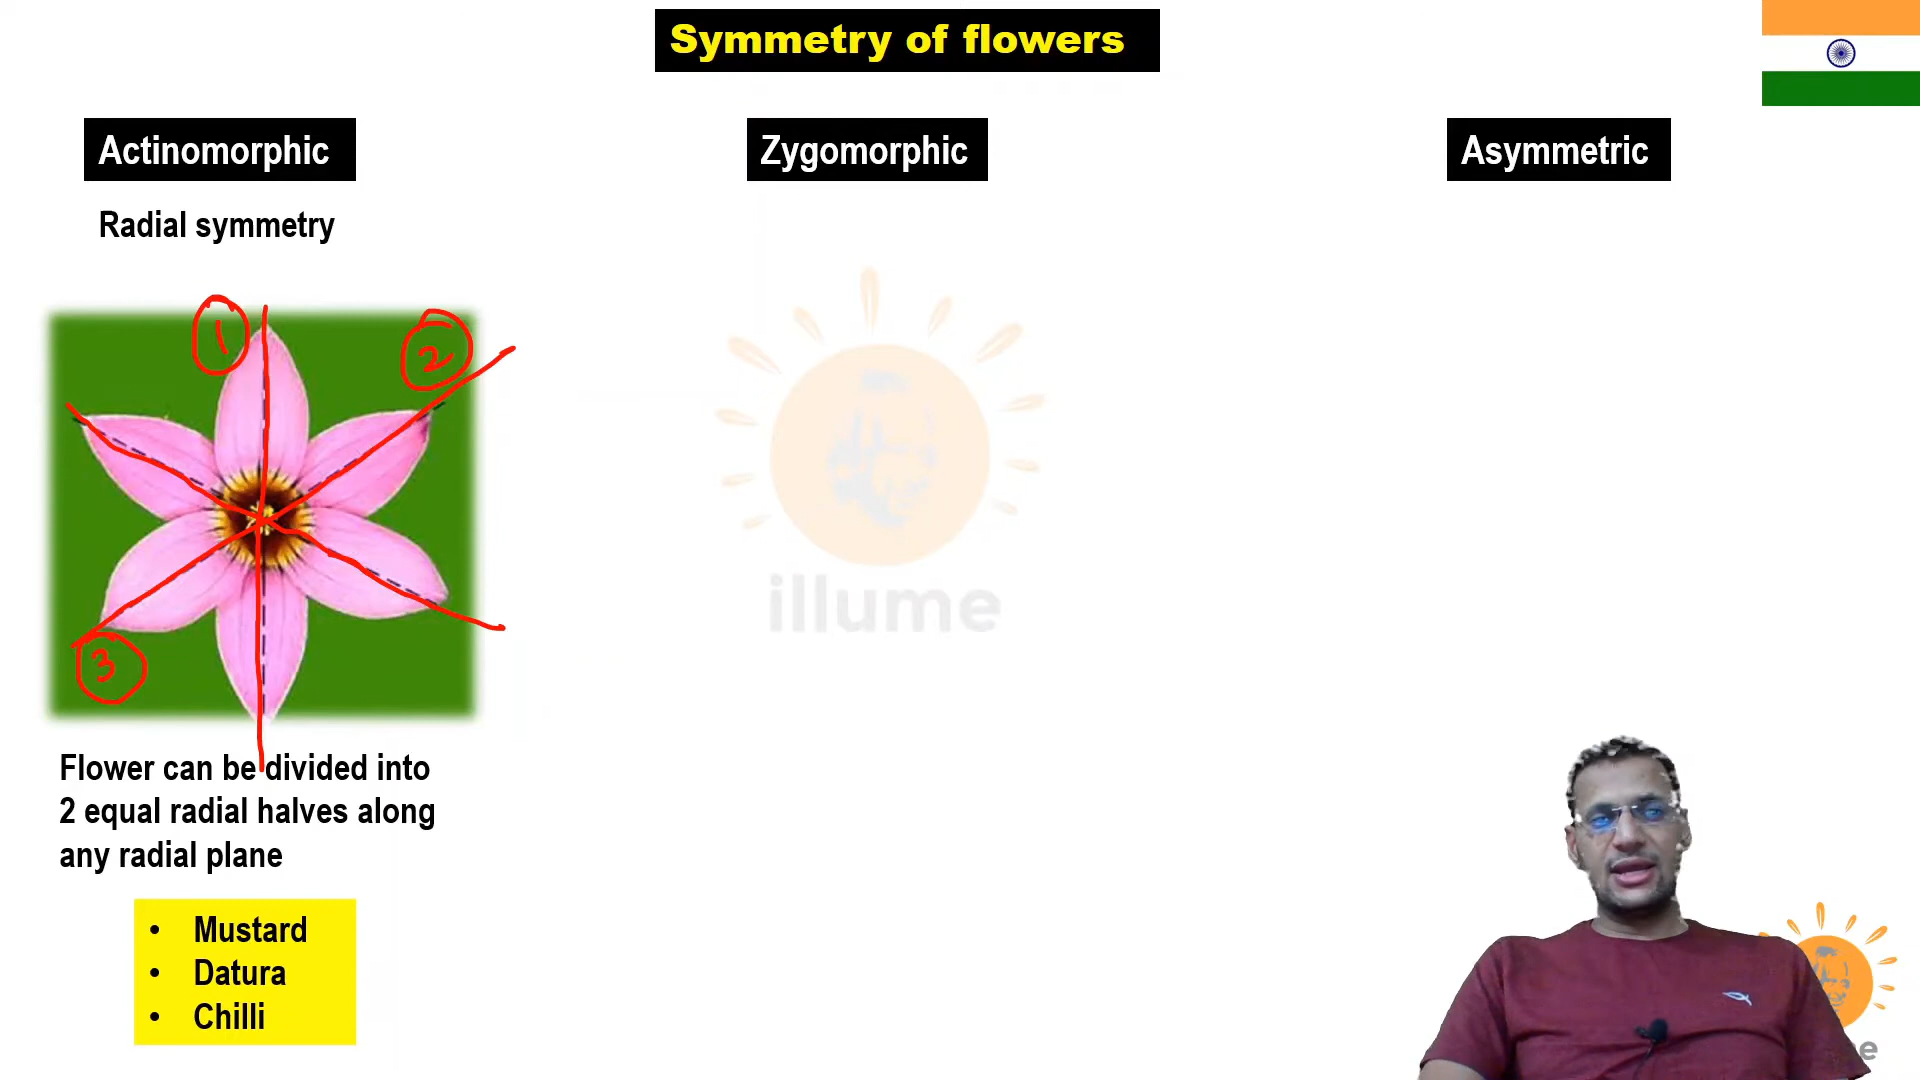 Symmetry of flowers
Actinomorphic
Zygomorphic
Asymmetric
Radial symmetry
1
2
3
illume
Flower can be divided into
2 equal radial halves along
any radial plane
• Mustard
• Datura
• Chilli